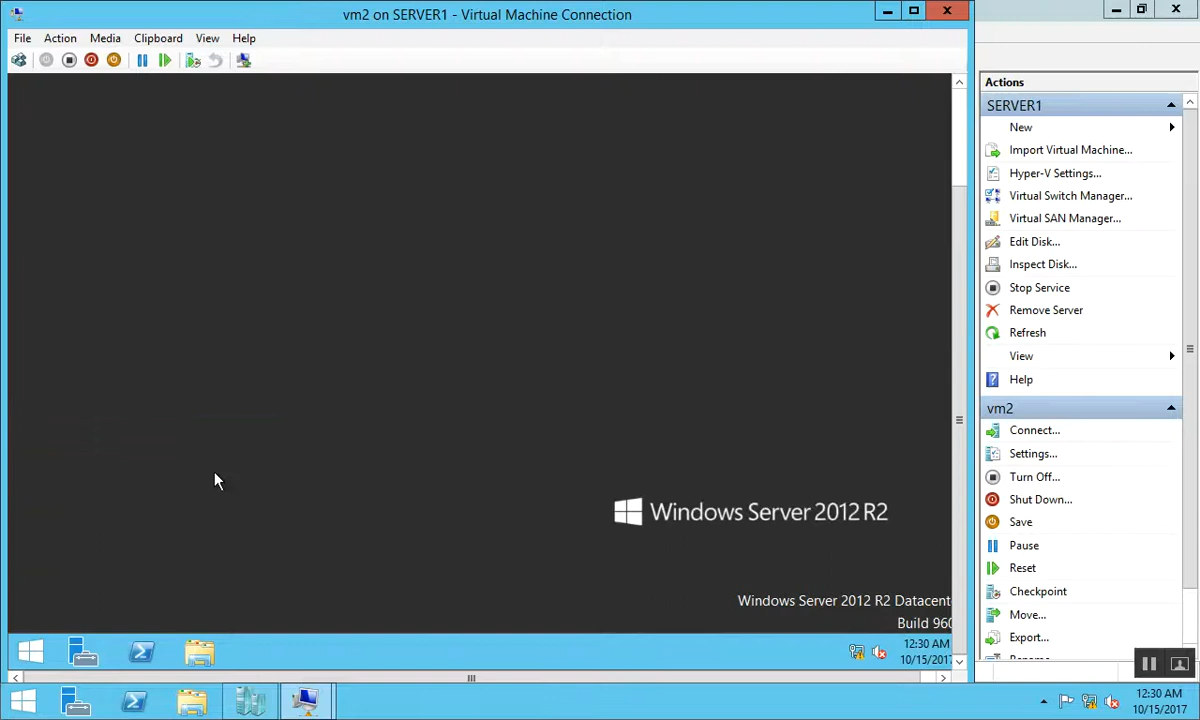 vm2 on SERVER1 - Virtual Machine Connection
File Action Media Clipboard View Help
Actions
SERVER1
New
Import Virtual Machine...
Hyper-V Settings...
Virtual Switch Manager...
Virtual SAN Manager...
Edit Disk...
Inspect Disk...
Stop Service
Remove Server
Refresh
View
Help
vm2
Connect...
Settings...
Turn Off...
Shut Down...
Save
Pause
Reset
Checkpoint
Move...
Export...
Windows Server 2012 R2
Windows Server 2012 R2 Datacent
Build 960
12:30 AM
10/15/2017
12:30 AM
10/15/2017